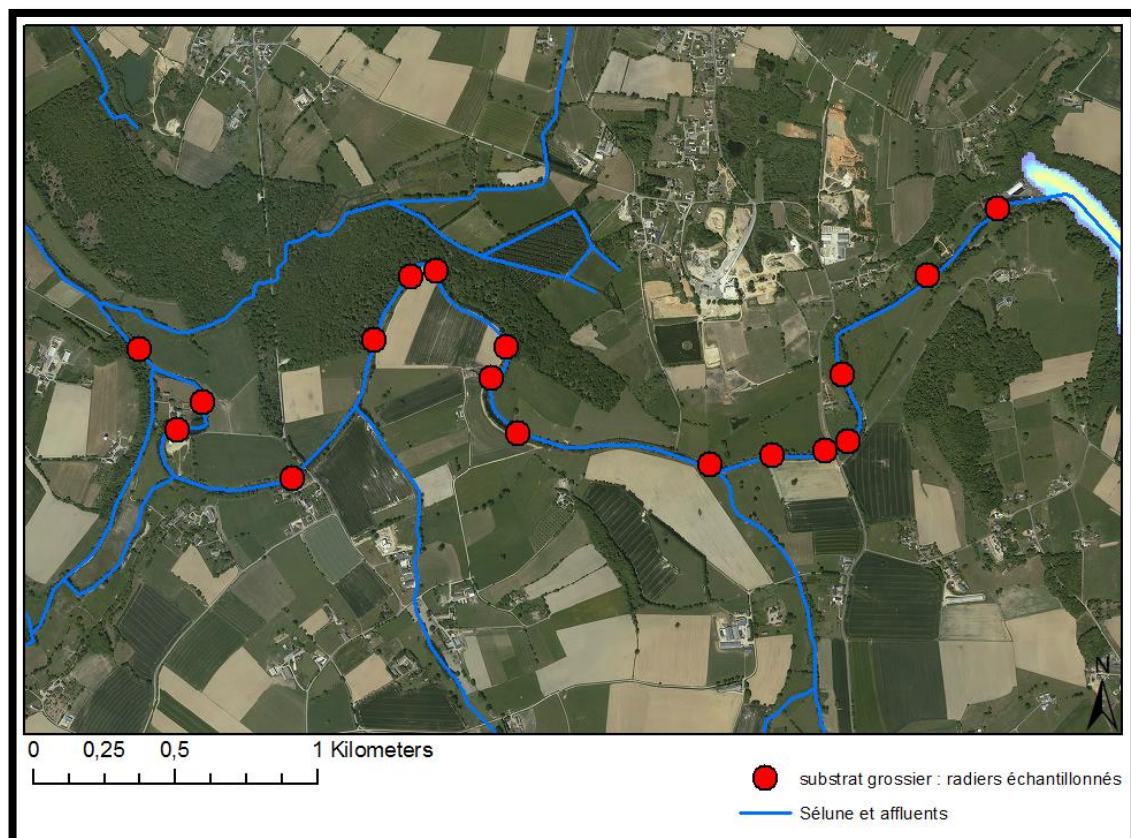 N
0 0,25 0,5 1 Kilometers
substrat grossier : radiers échantillonnés
Sélune et affluents